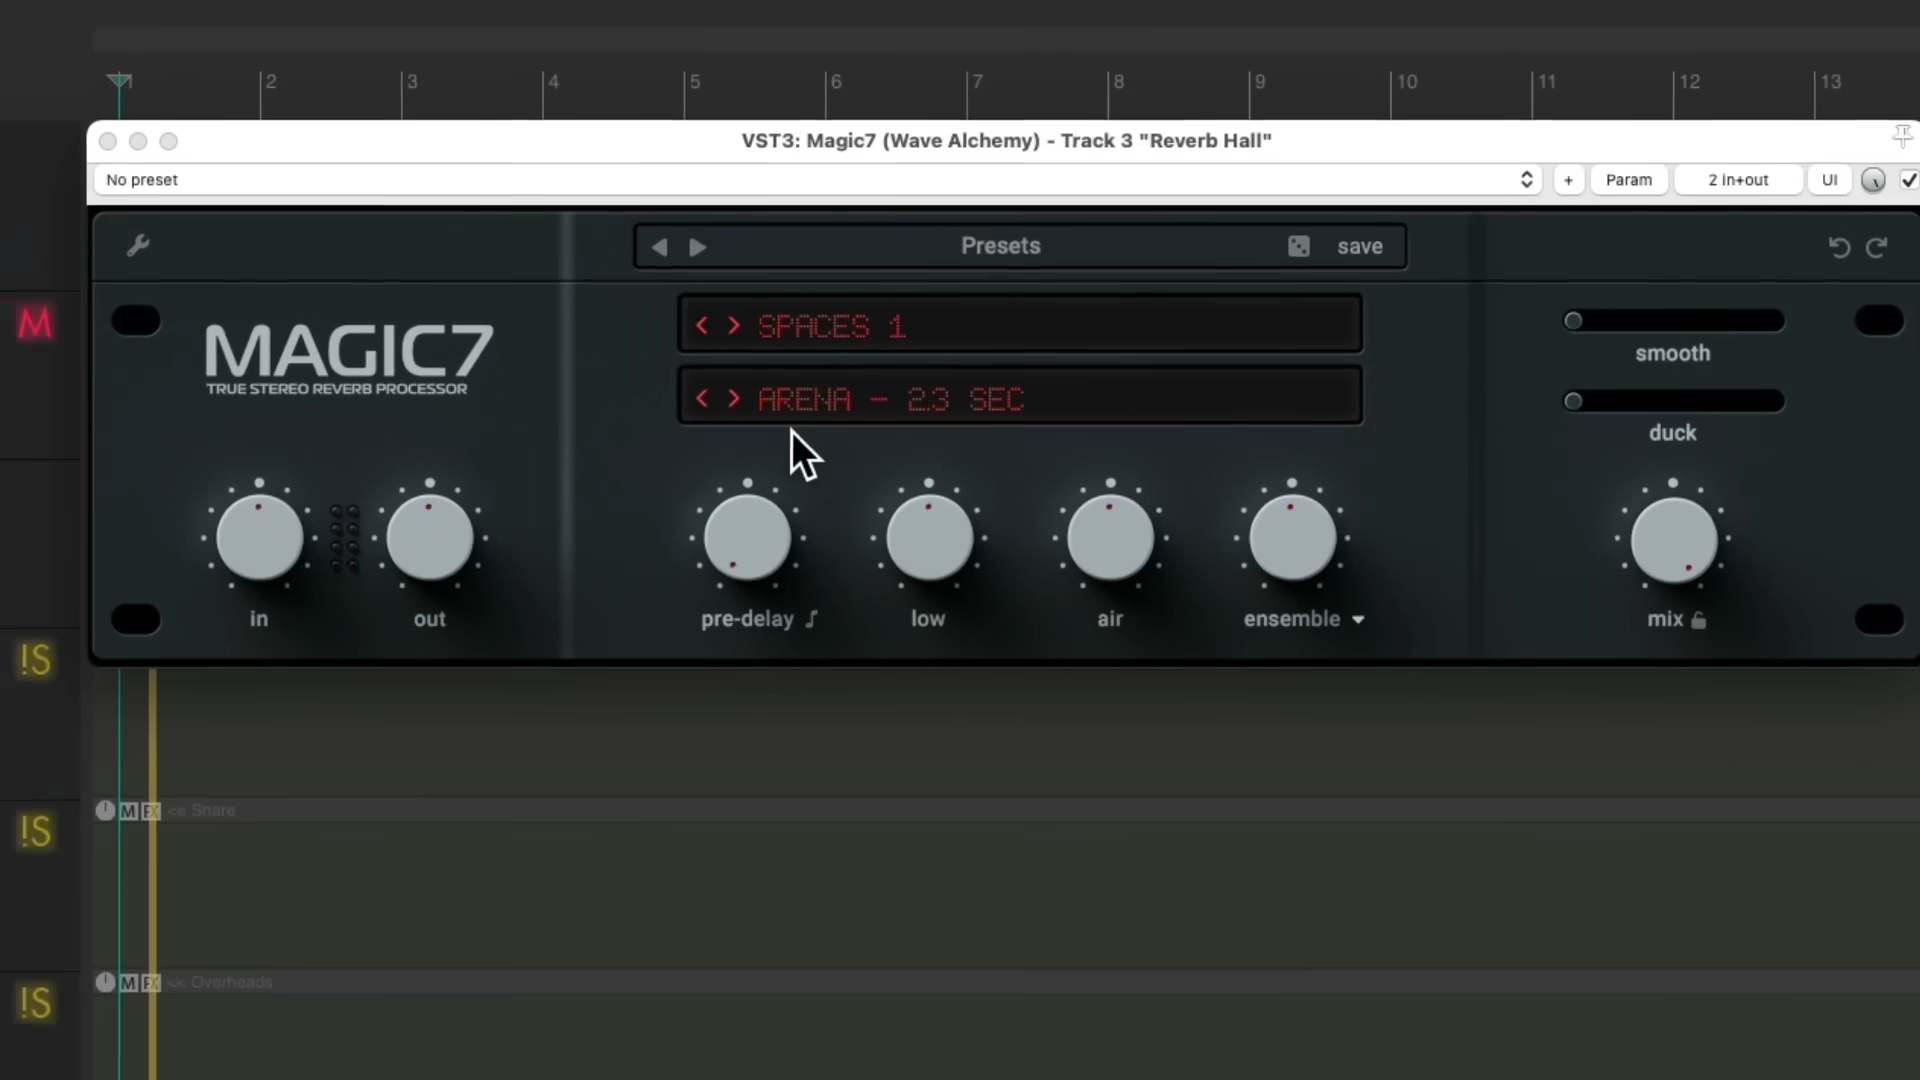 1 2 3 4 5 6 7 8 9 10 11 12 13
VST3: Magic7 (Wave Alchemy) - Track 3 "Reverb Hall"
No preset + Param 2 in+out UI
Presets save
MAGIC7
TRUE STEREO REVERB PROCESSOR
SPACES 1
ARENA - 2.3 SEC
smooth
duck
in out pre-delay low air ensemble mix
M
!S
!S
!S
M FX << Snare
M FX << Overheads